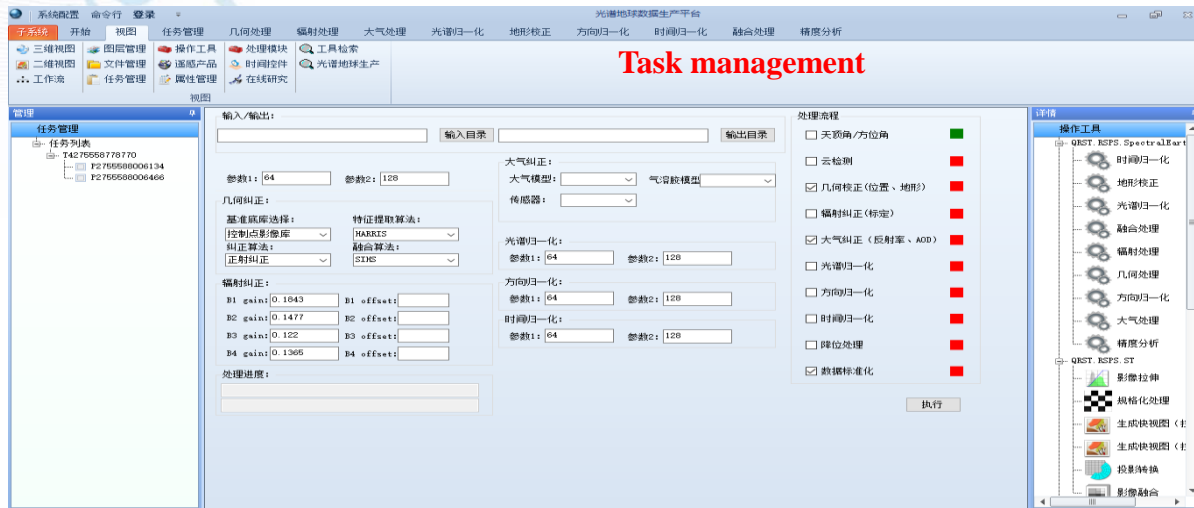 系统配置 命令行 登录
光谱地球数据生产平台
子系统 开始 视图 任务管理 几何处理 辐射处理 大气处理 光谱归一化 地形校正 方向归一化 时间归一化 融合处理 精度分析
三维视图 图层管理 操作工具 处理模块 工具检索
二维视图 文件管理 遥感产品 时间控件 光谱地球生产
工作流 任务管理 属性管理 在线研究
视图
Task management
管理
任务管理
任务列表
T4275558778770
P2755588006134
P2755588006466
输入/输出:
输入目录 输出目录
参数1: 64 参数2: 128
几何纠正:
基准底库选择: 特征提取算法:
控制点影像库 HARRIS
纠正算法: 融合算法:
正射纠正 SIMS
辐射纠正:
B1 gain: 0.1843 B1 offset:
B2 gain: 0.1477 B2 offset:
B3 gain: 0.122 B3 offset:
B4 gain: 0.1365 B4 offset:
处理进度:
大气纠正:
大气模型: 气溶胶模型
传感器:
光谱归一化:
参数1: 64 参数2: 128
方向归一化:
参数1: 64 参数2: 128
时间归一化:
参数1: 64 参数2: 128
处理流程
天顶角/方位角
云检测
几何校正(位置、地形)
辐射纠正(标定)
大气纠正(反射率、AOD)
光谱归一化
方向归一化
时间归一化
降位处理
数据标准化
执行
详情
操作工具
QRST.RSPS.SpectralEart
时间归一化
地形校正
光谱归一化
融合处理
辐射处理
几何处理
方向归一化
大气处理
精度分析
QRST.RSPS.ST
影像拉伸
规格化处理
生成快视图(
生成快视图(
投影转换
影像融合